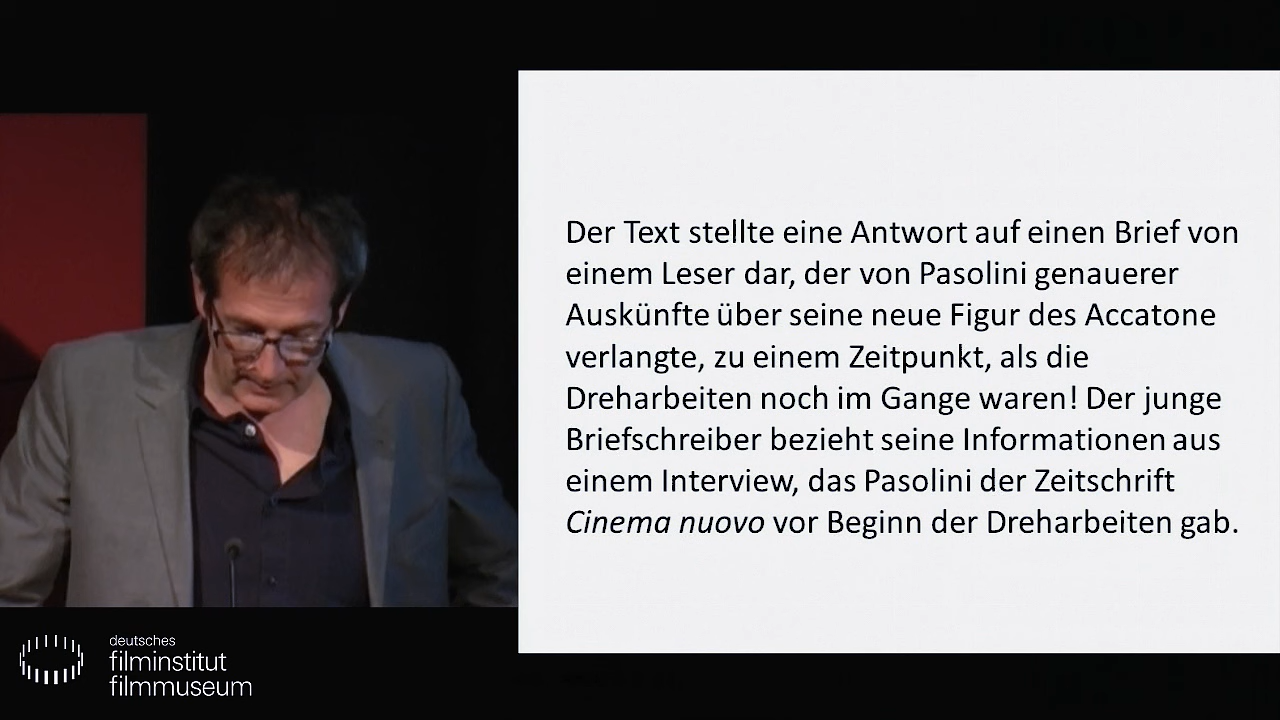 Der Text stellte eine Antwort auf einen Brief von
einem Leser dar, der von Pasolini genauerer
Auskünfte über seine neue Figur des Accatone
verlangte, zu einem Zeitpunkt, als die
Dreharbeiten noch im Gange waren! Der junge
Briefschreiber bezieht seine Informationen aus
einem Interview, das Pasolini der Zeitschrift
Cinema nuovo vor Beginn der Dreharbeiten gab.
deutsches
filminstitut
filmmuseum